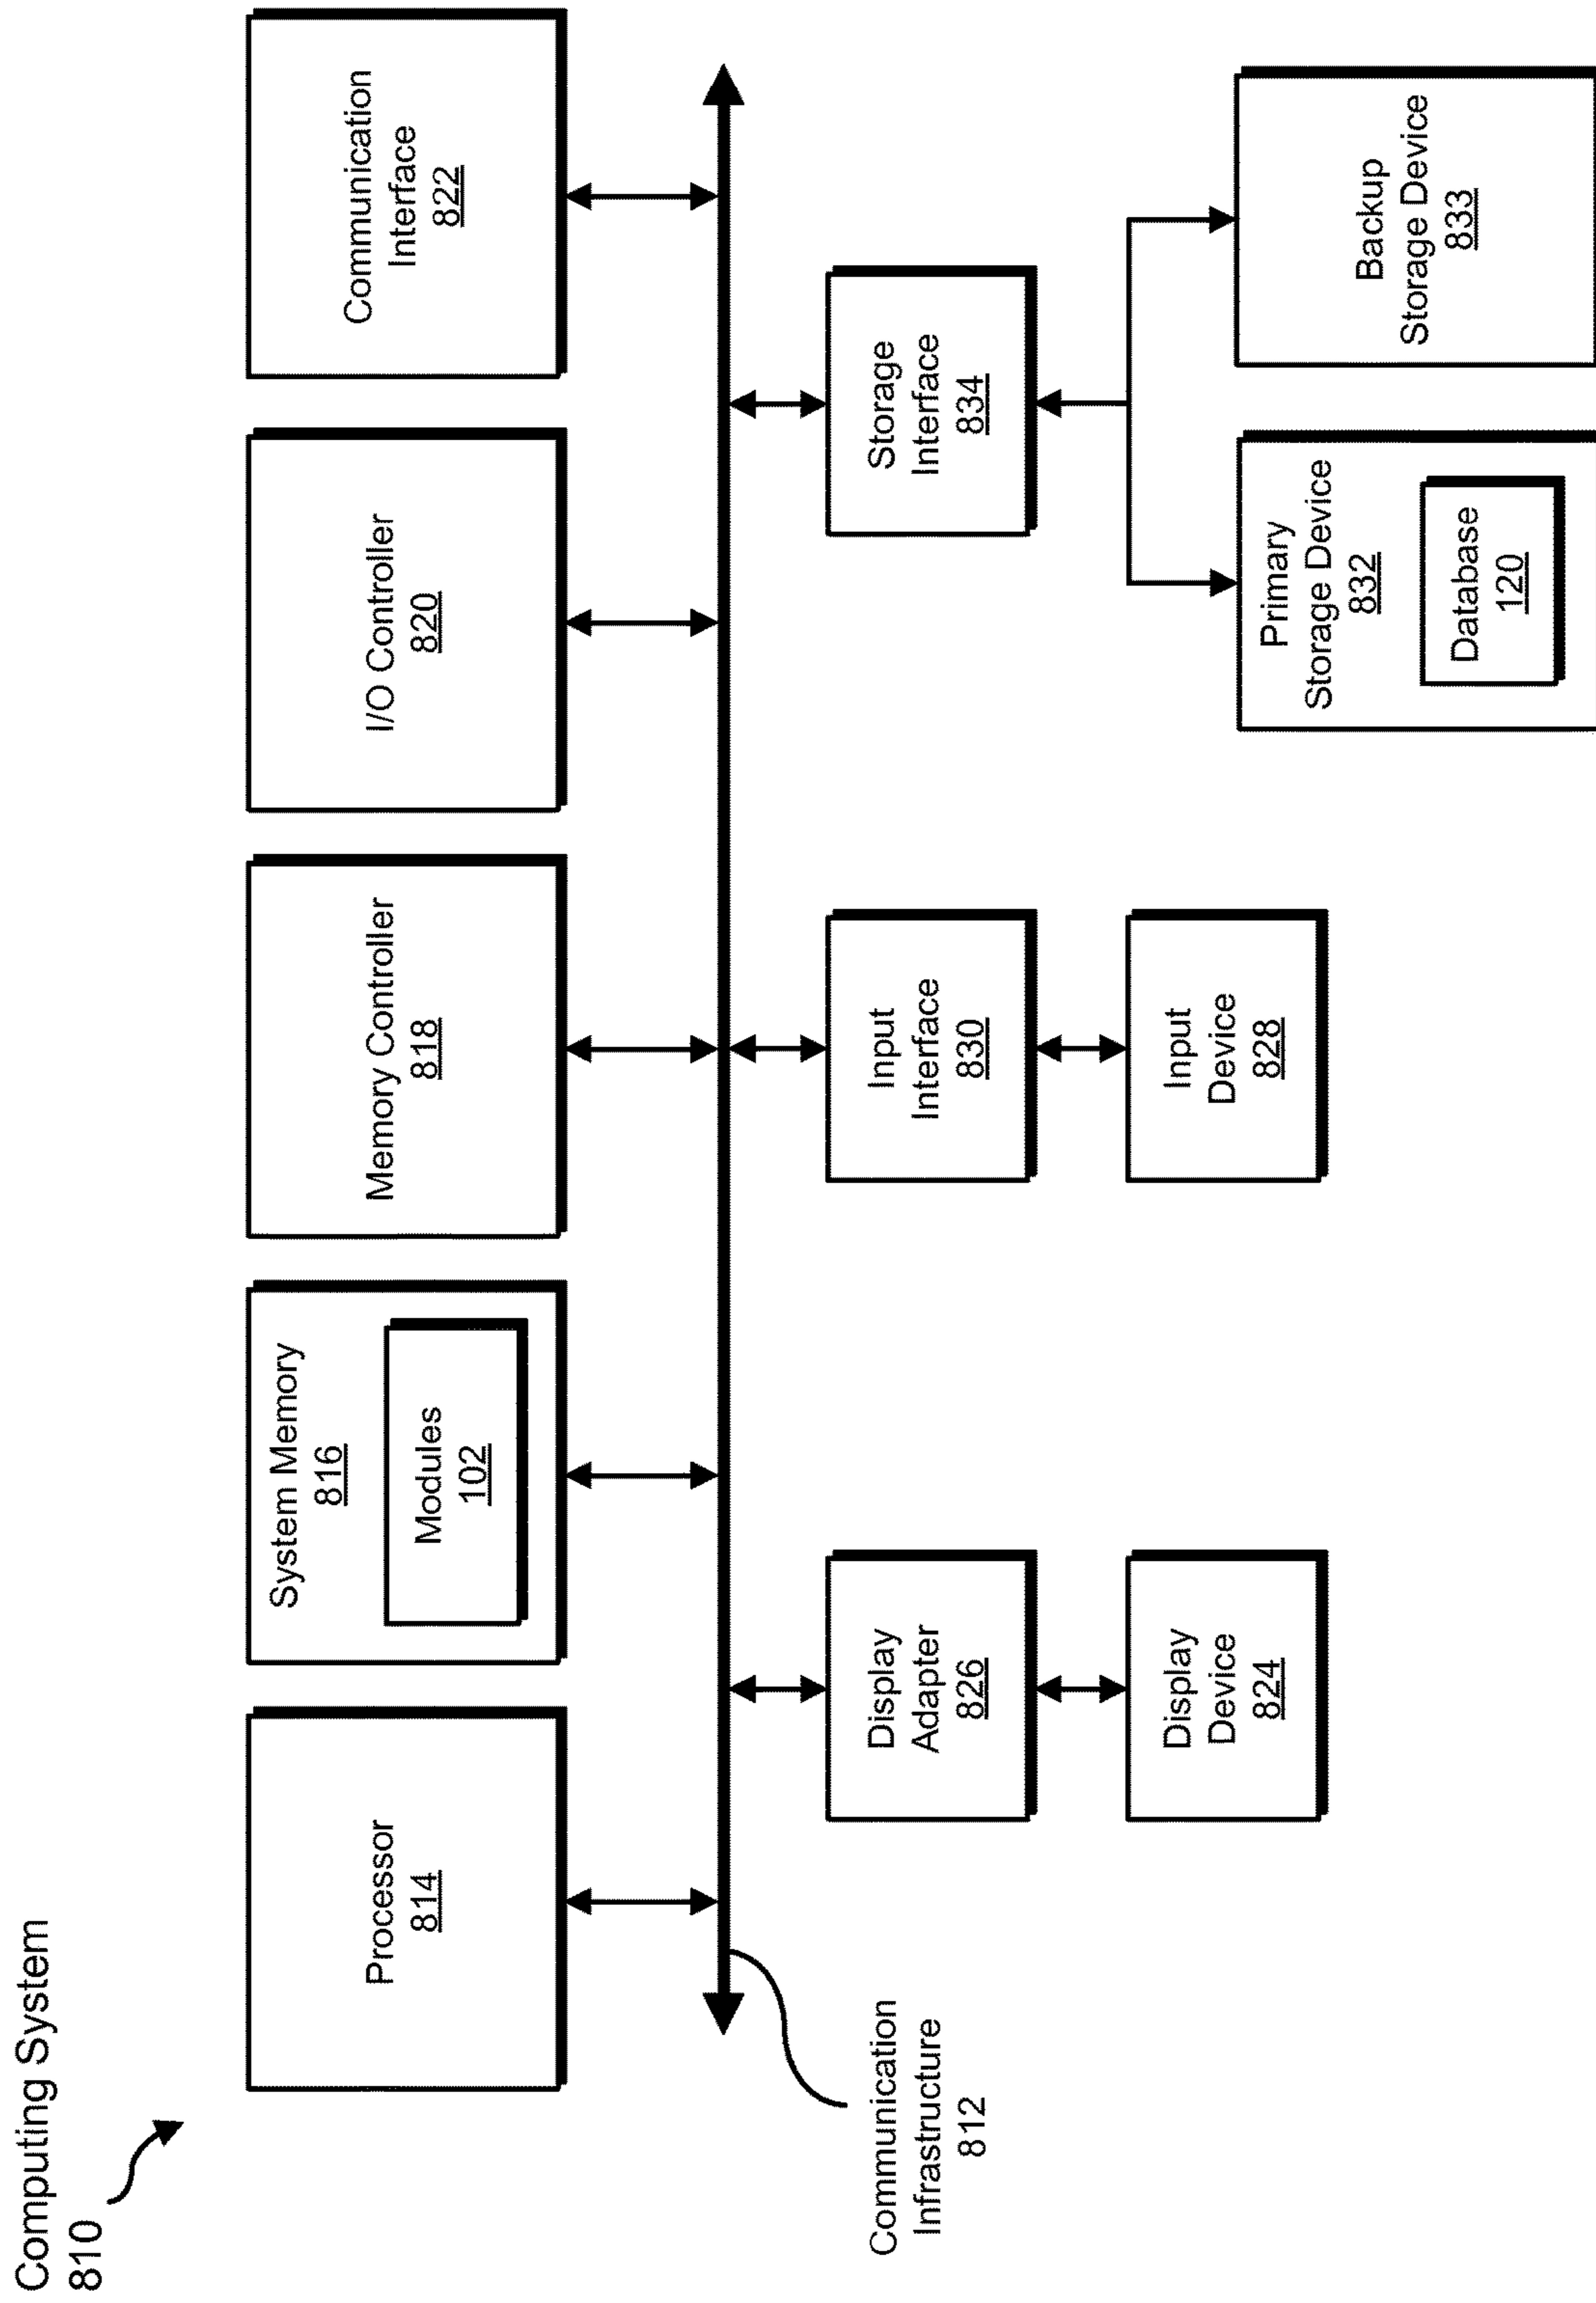 Computing System
810
Processor
814
System Memory
816
Modules
102
Memory Controller
818
I/O Controller
820
Communication
Interface
822
Communication
Infrastructure
812
Display
Adapter
826
Input
Interface
830
Storage
Interface
834
Display
Device
824
Input
Device
828
Primary
Storage Device
832
Database
120
Backup
Storage Device
833